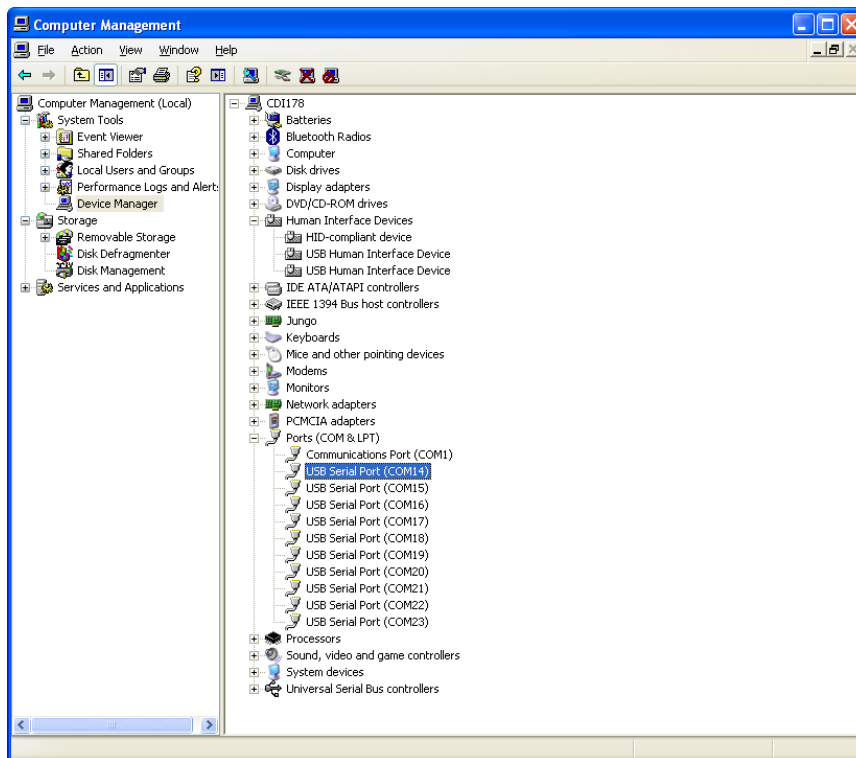 Computer Management
File Action View Window Help
Computer Management (Local)
System Tools
Event Viewer
Shared Folders
Local Users and Groups
Performance Logs and Alert:
Device Manager
Storage
Removable Storage
Disk Defragmenter
Disk Management
Services and Applications
CDI178
Batteries
Bluetooth Radios
Computer
Disk drives
Display adapters
DVD/CD-ROM drives
Human Interface Devices
HID-compliant device
USB Human Interface Device
USB Human Interface Device
IDE ATA/ATAPI controllers
IEEE 1394 Bus host controllers
Jungo
Keyboards
Mice and other pointing devices
Modems
Monitors
Network adapters
PCMCIA adapters
Ports (COM & LPT)
Communications Port (COM1)
USB Serial Port (COM14)
USB Serial Port (COM15)
USB Serial Port (COM16)
USB Serial Port (COM17)
USB Serial Port (COM18)
USB Serial Port (COM19)
USB Serial Port (COM20)
USB Serial Port (COM21)
USB Serial Port (COM22)
USB Serial Port (COM23)
Processors
Sound, video and game controllers
System devices
Universal Serial Bus controllers